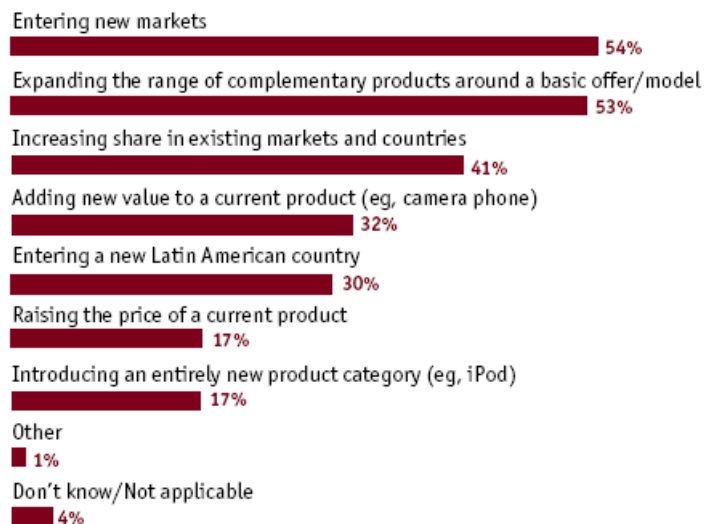 Entering new markets
54%
Expanding the range of complementary products around a basic offer/model
53%
Increasing share in existing markets and countries
41%
Adding new value to a current product (eg, camera phone)
32%
Entering a new Latin American country
30%
Raising the price of a current product
17%
Introducing an entirely new product category (eg, iPod)
17%
Other
1%
Don't know/Not applicable
4%